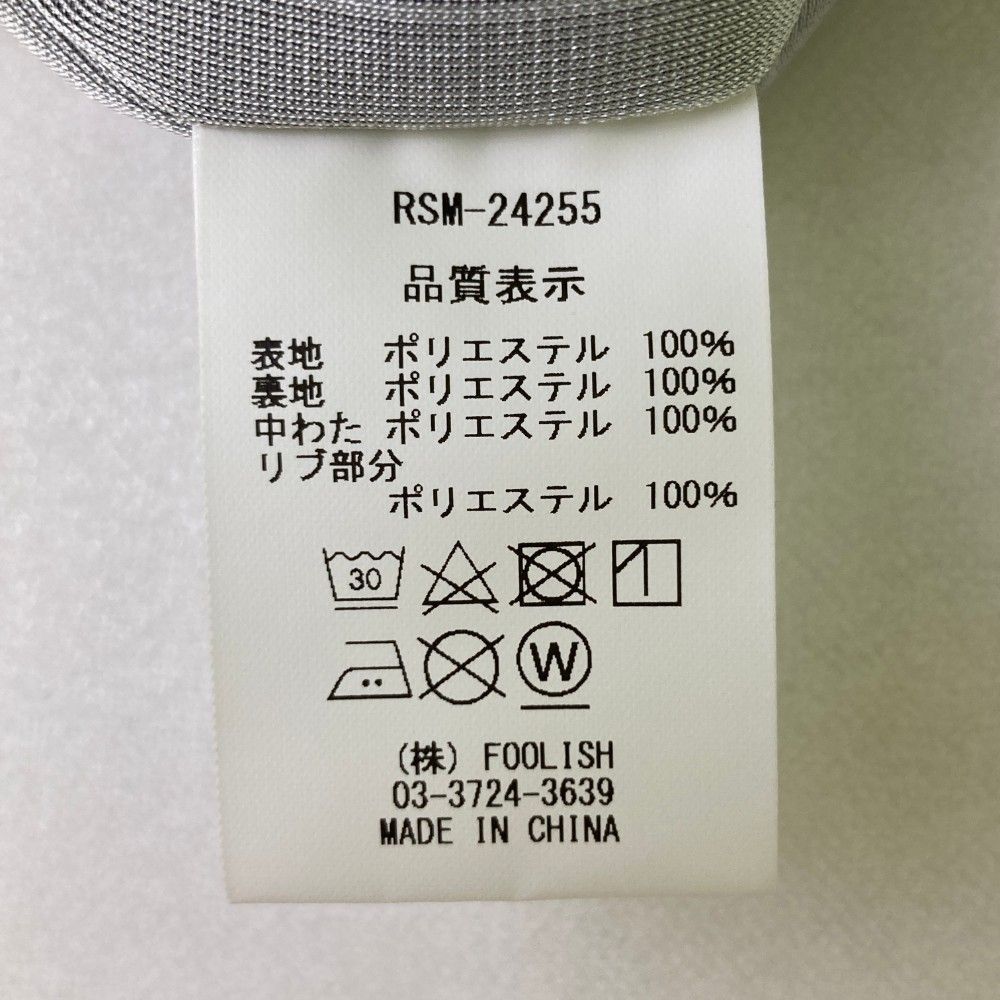 RSM-24255
品質表示
表地 ポリエステル 100%
裏地 ポリエステル 100%
中わた ポリエステル 100%
リブ部分
ポリエステル 100%
30
W
(株) FOOLISH
03-3724-3639
MADE IN CHINA